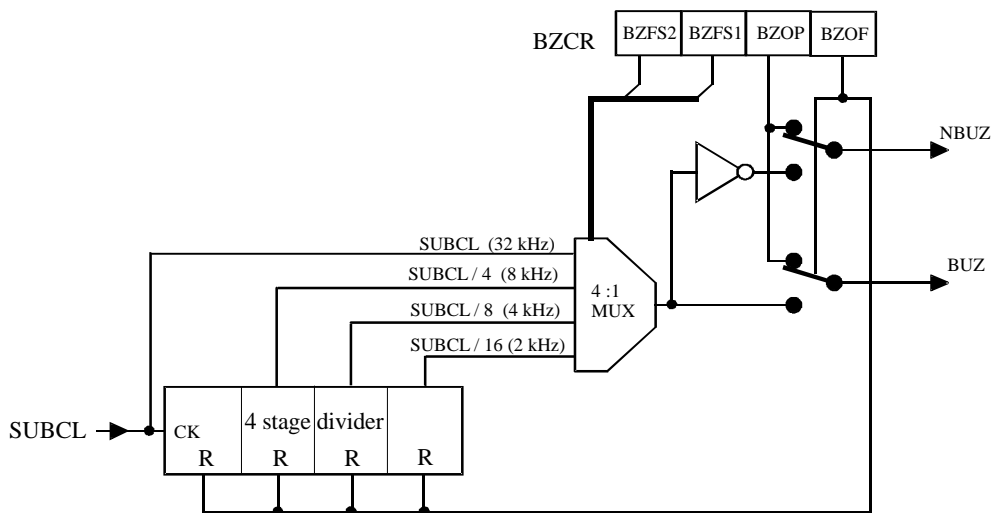 BZCR
BZFS2 BZFS1 BZOP BZOF
NBUZ
SUBCL (32 kHz)
SUBCL / 4 (8 kHz)
BUZ
4 :1
MUX
SUBCL / 8 (4 kHz)
SUBCL / 16 (2 kHz)
4 stage divider
SUBCL
CK
R R R R